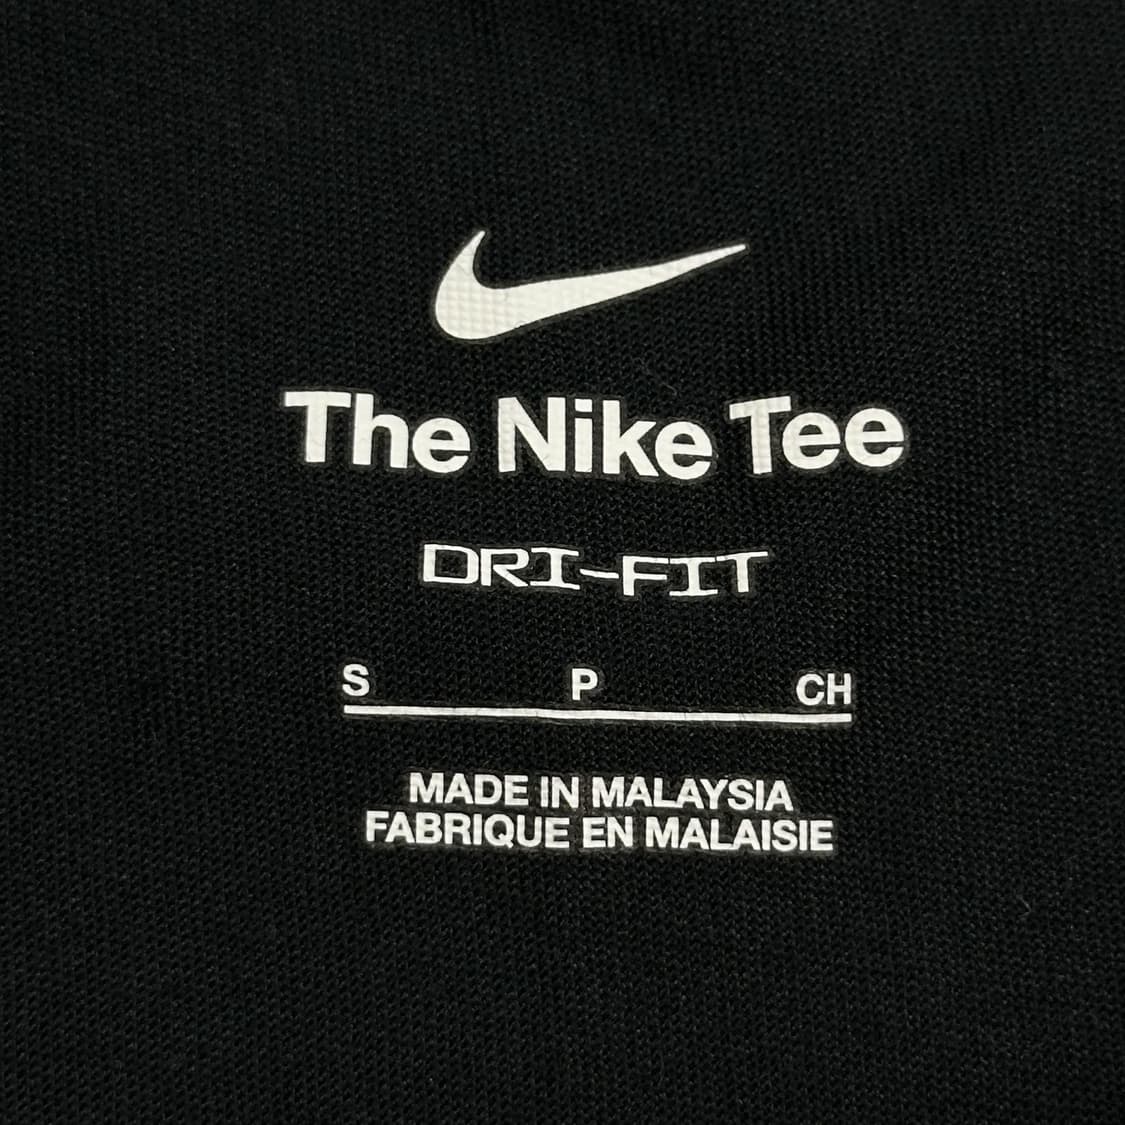 The Nike Tee
DRI-FIT
S P CH
MADE IN MALAYSIA
FABRIQUE EN MALAISIE